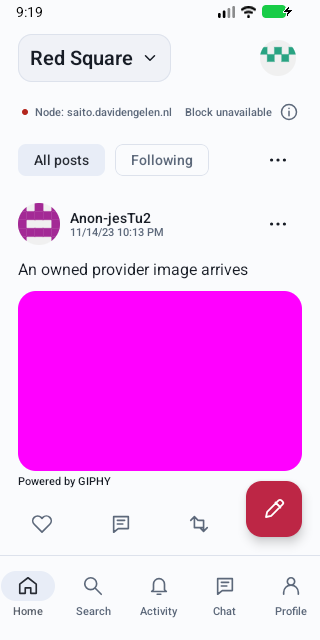 9:19
Red Square
Node: saito.davidengelen.nl Block unavailable
All posts Following
Anon-jesTu2
11/14/23 10:13 PM
An owned provider image arrives
Powered by GIPHY
Home Search Activity Chat Profile